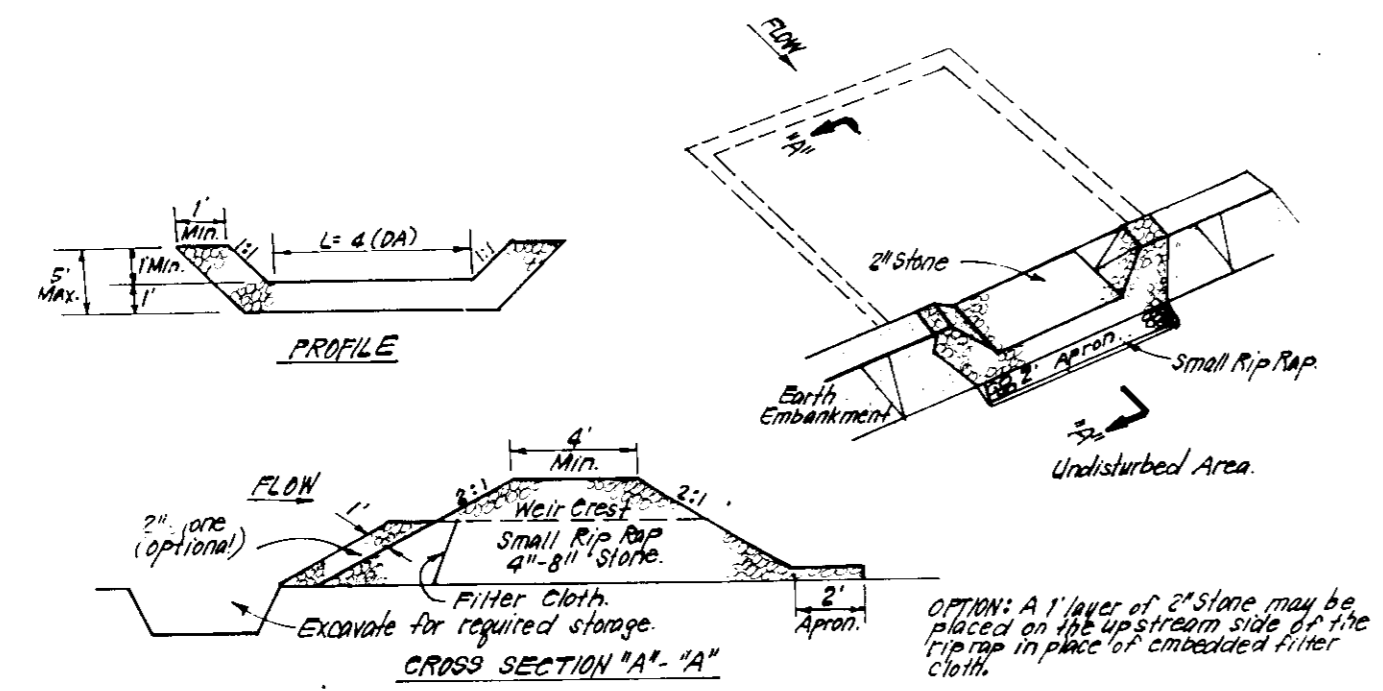 FLOW
"A"
1'
Min.
1:1
L= 4 (DA)
1:1
5'
MAX.
1' Min.
1'
PROFILE
2" Stone
2'
Apron.
Small Rip Rap.
Earth
Embankment
"A"
Undisturbed Area.
4'
Min.
FLOW
1'
2:1
2:1
2"
(optional)
Weir Crest
Small Rip Rap
4"-8" Stone.
Filter Cloth.
Excavate for required storage.
2'
Apron.
CROSS SECTION "A"-"A"
OPTION: A 1' layer of 2" Stone may be
placed on the upstream side of the
riprap in place of embedded filter
cloth.